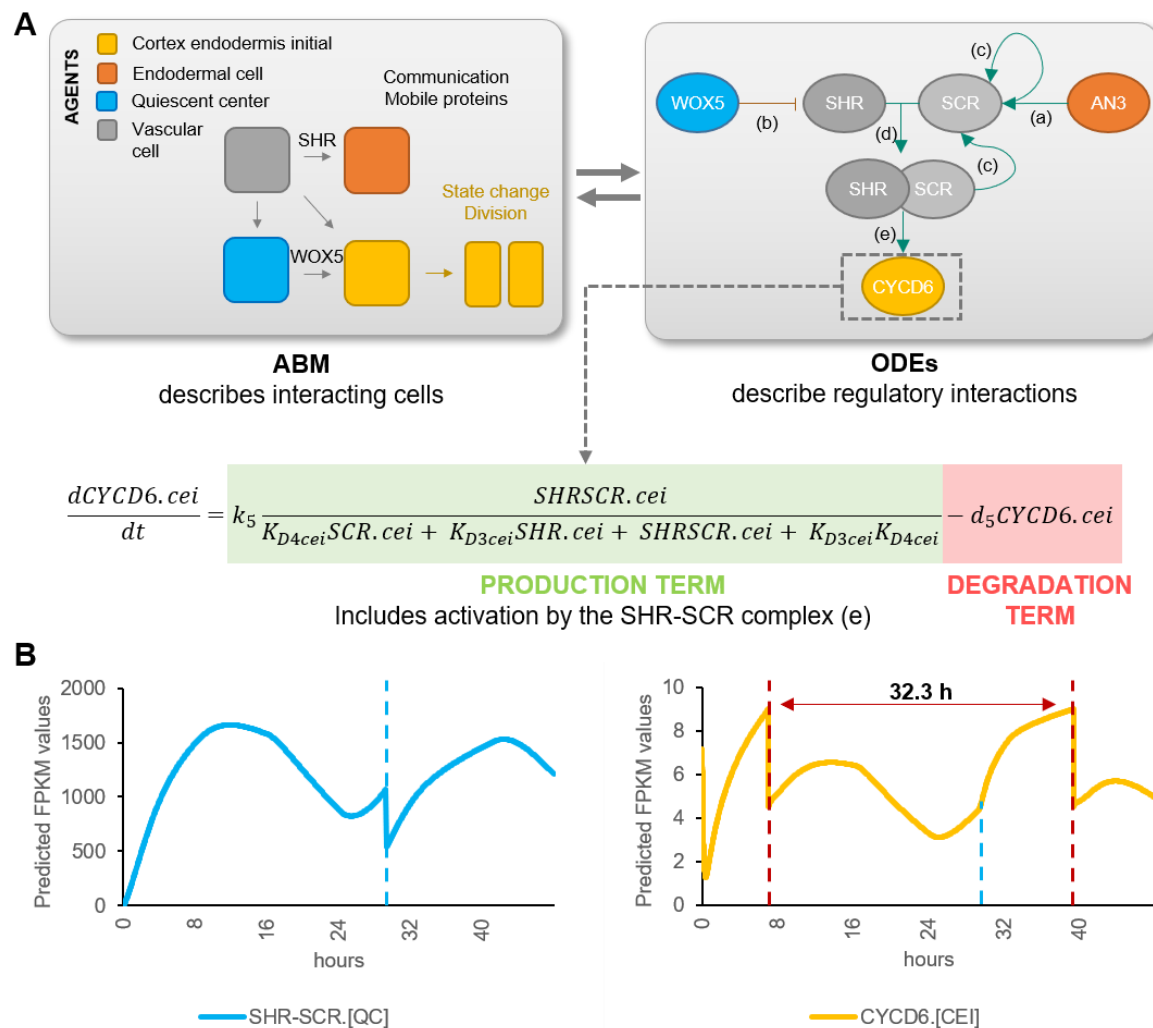 A
AGENTS
Cortex endodermis initial
Endodermal cell
Quiescent center
Vascular
cell
Communication
Mobile proteins
SHR
State change
Division
WOX5
ABM
describes interacting cells
(c)
WOX5
SHR
SCR
AN3
(b)
(d)
(a)
(c)
SHR
SCR
(e)
CYCD6
ODEs
describe regulatory interactions
dCYCD6.cei/dt = k5 SHRSCR.cei/(KD4ceiSCR.cei + KD3ceiSHR.cei + SHRSCR.cei + KD3ceiKD4cei) − d5CYCD6.cei
PRODUCTION TERM
Includes activation by the SHR-SCR complex (e)
DEGRADATION
TERM
B
Predicted FPKM values
2000
1500
1000
500
0
0 8 16 24 32 40
hours
SHR-SCR.[QC]
Predicted FPKM values
10
8
6
4
2
0
32.3 h
0 8 16 24 32 40
hours
CYCD6.[CEI]